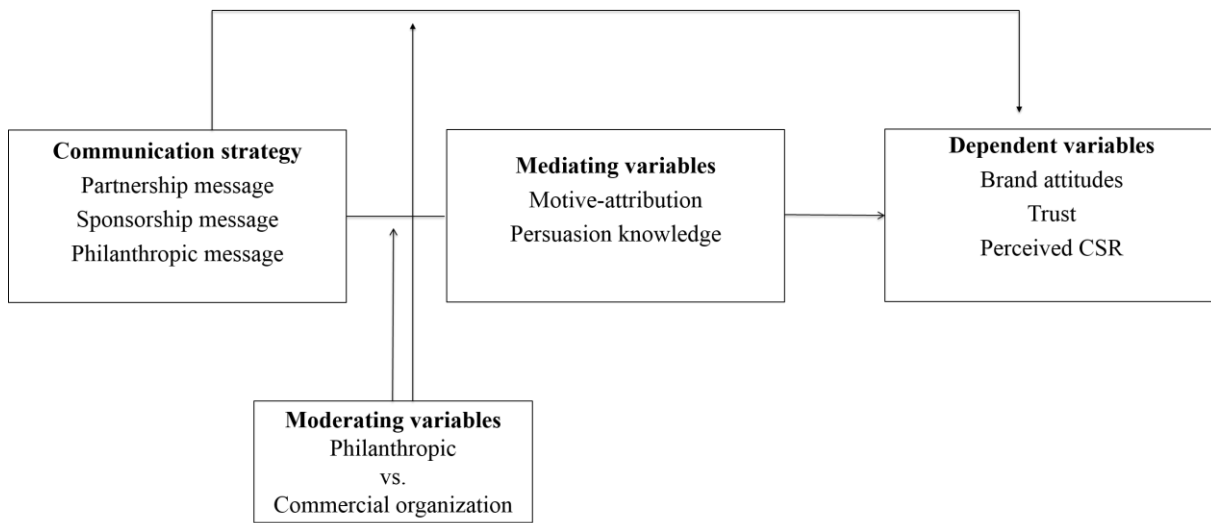 Communication strategy
Partnership message
Sponsorship message
Philanthropic message
Mediating variables
Motive-attribution
Persuasion knowledge
Dependent variables
Brand attitudes
Trust
Perceived CSR
Moderating variables
Philanthropic
vs.
Commercial organization